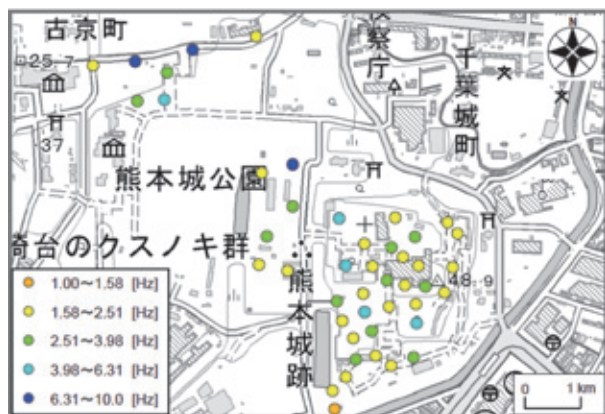 古京町
検察庁
千葉城町
N
25.7
37
熊本城公園
崎台のクスノキ群
熊本城跡
48.9
1.00～1.58 [Hz]
1.58～2.51 [Hz]
2.51～3.98 [Hz]
3.98～6.31 [Hz]
6.31～10.0 [Hz]
0 1 km